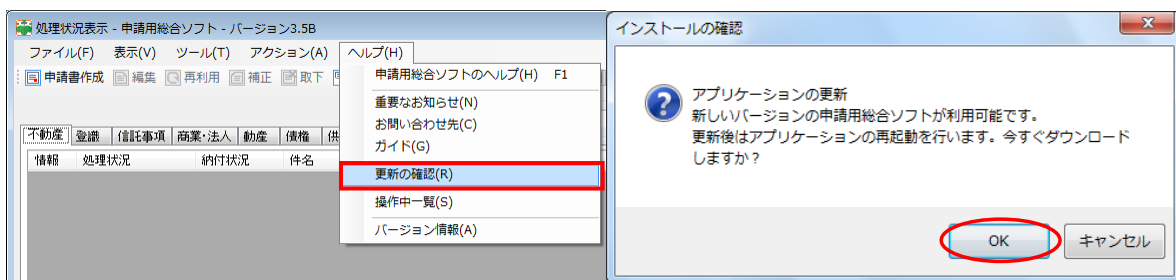 処理状況表示 - 申請用総合ソフト - バージョン3.5B
ファイル(F) 表示(V) ツール(T) アクション(A) ヘルプ(H)
申請書作成 編集 再利用 補正 取下
申請用総合ソフトのヘルプ(H) F1
重要なお知らせ(N)
お問い合わせ先(C)
ガイド(G)
更新の確認(R)
操作中一覧(S)
バージョン情報(A)
不動産 登識 信託事項 商業・法人 動産 債権 供
情報 処理状況 納付状況 件名
インストールの確認
アプリケーションの更新
新しいバージョンの申請用総合ソフトが利用可能です。
更新後はアプリケーションの再起動を行います。今すぐダウンロード
しますか？
OK キャンセル